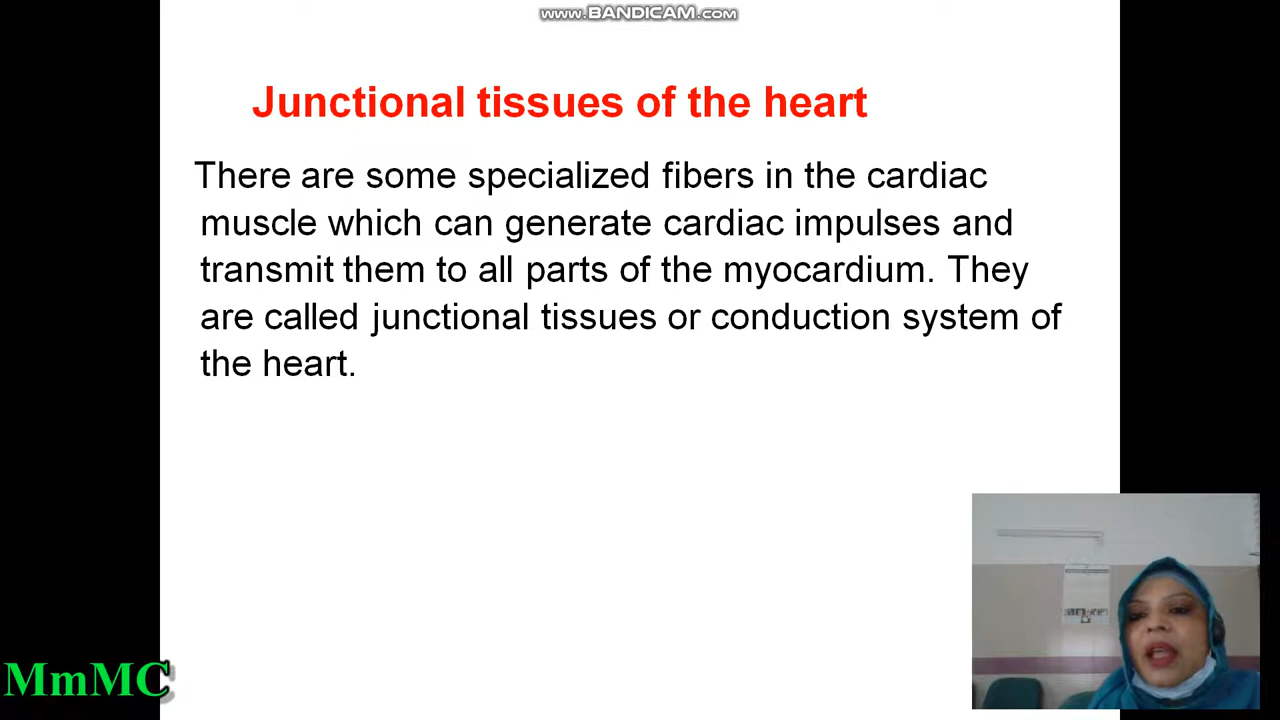 www.BANDICAM.com
Junctional tissues of the heart
There are some specialized fibers in the cardiac
muscle which can generate cardiac impulses and
transmit them to all parts of the myocardium. They
are called junctional tissues or conduction system of
the heart.
MmMC